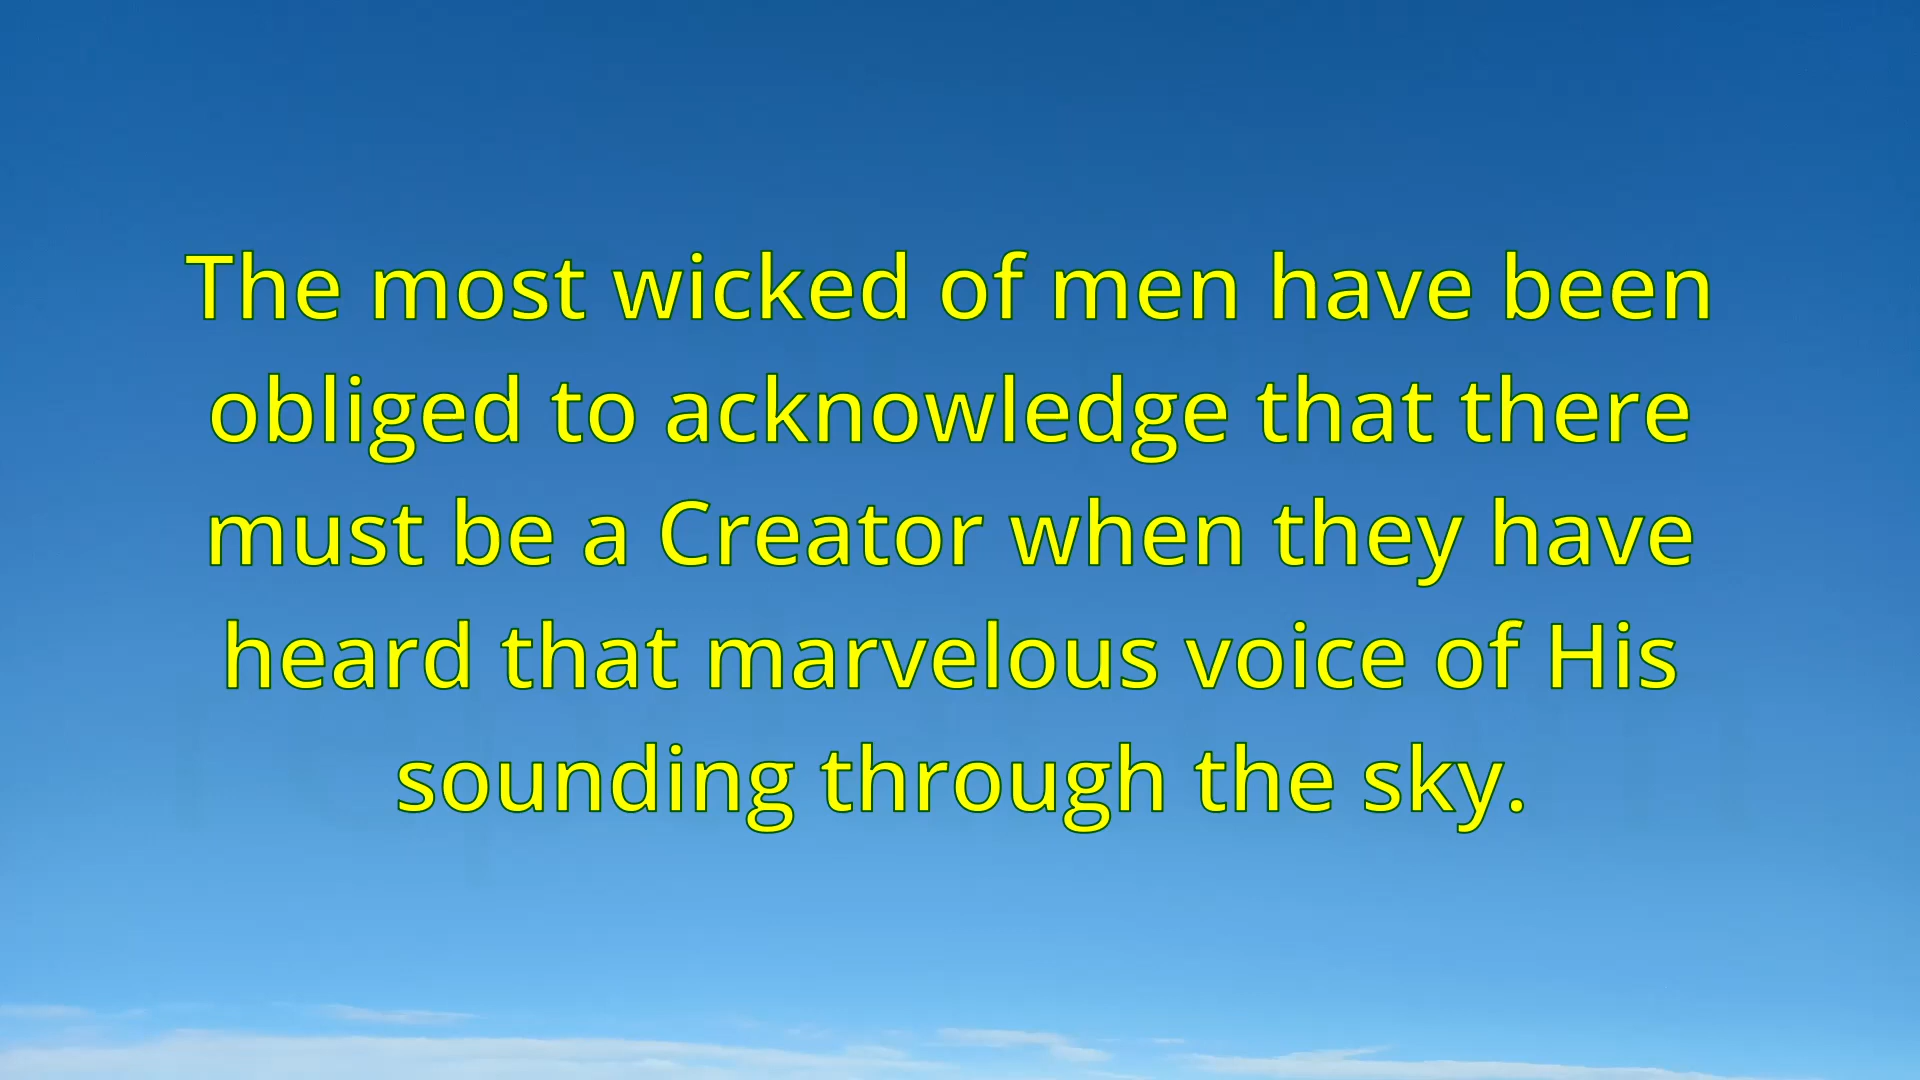 The most wicked of men have been
obliged to acknowledge that there
must be a Creator when they have
heard that marvelous voice of His
sounding through the sky.